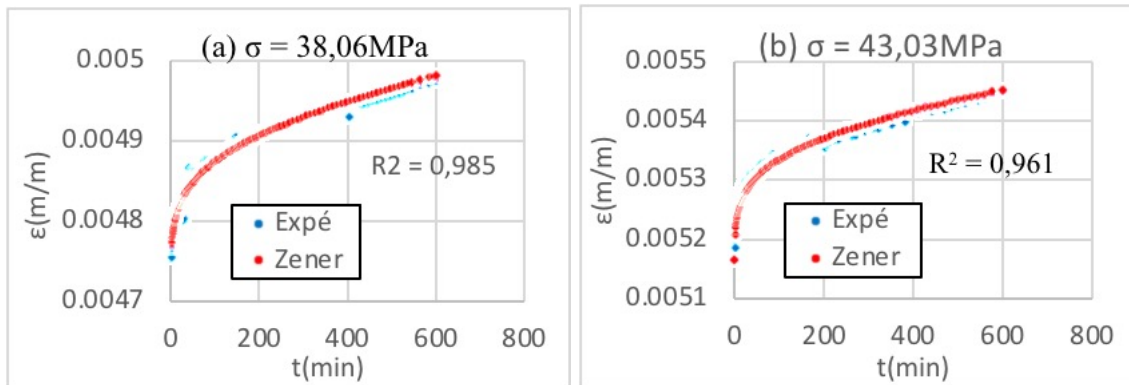 (a) σ = 38,06MPa
0.005
0.0049
0.0048
0.0047
ε(m/m)
R2 = 0,985
Expé
Zener
0 200 400 600 800
t(min)
(b) σ = 43,03MPa
0.0055
0.0054
0.0053
0.0052
0.0051
ε(m/m)
R² = 0,961
Expé
Zener
0 200 400 600 800
t(min)